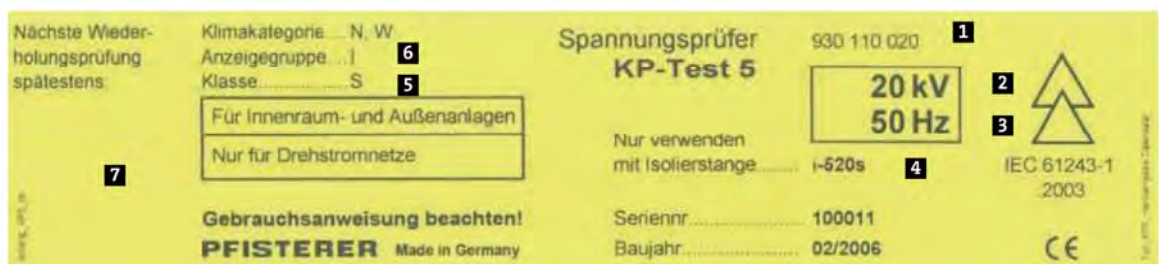 Nächste Wieder-
holungsprüfung
spätestens:
7
Klimakategorie.... N, W
Anzeigegruppe... I 6
Klasse................... S 5
Für Innenraum- und Außenanlagen
Nur für Drehstromnetze
Gebrauchsanweisung beachten!
PFISTERER Made in Germany
Spannungsprüfer 930 110 020 1
KP-Test 5
20 kV 2
50 Hz 3
Nur verwenden
mit Isolierstange........ i-520s 4
Seriennr.................. 100011
Baujahr.................... 02/2006
IEC 61243-1
2003
CE